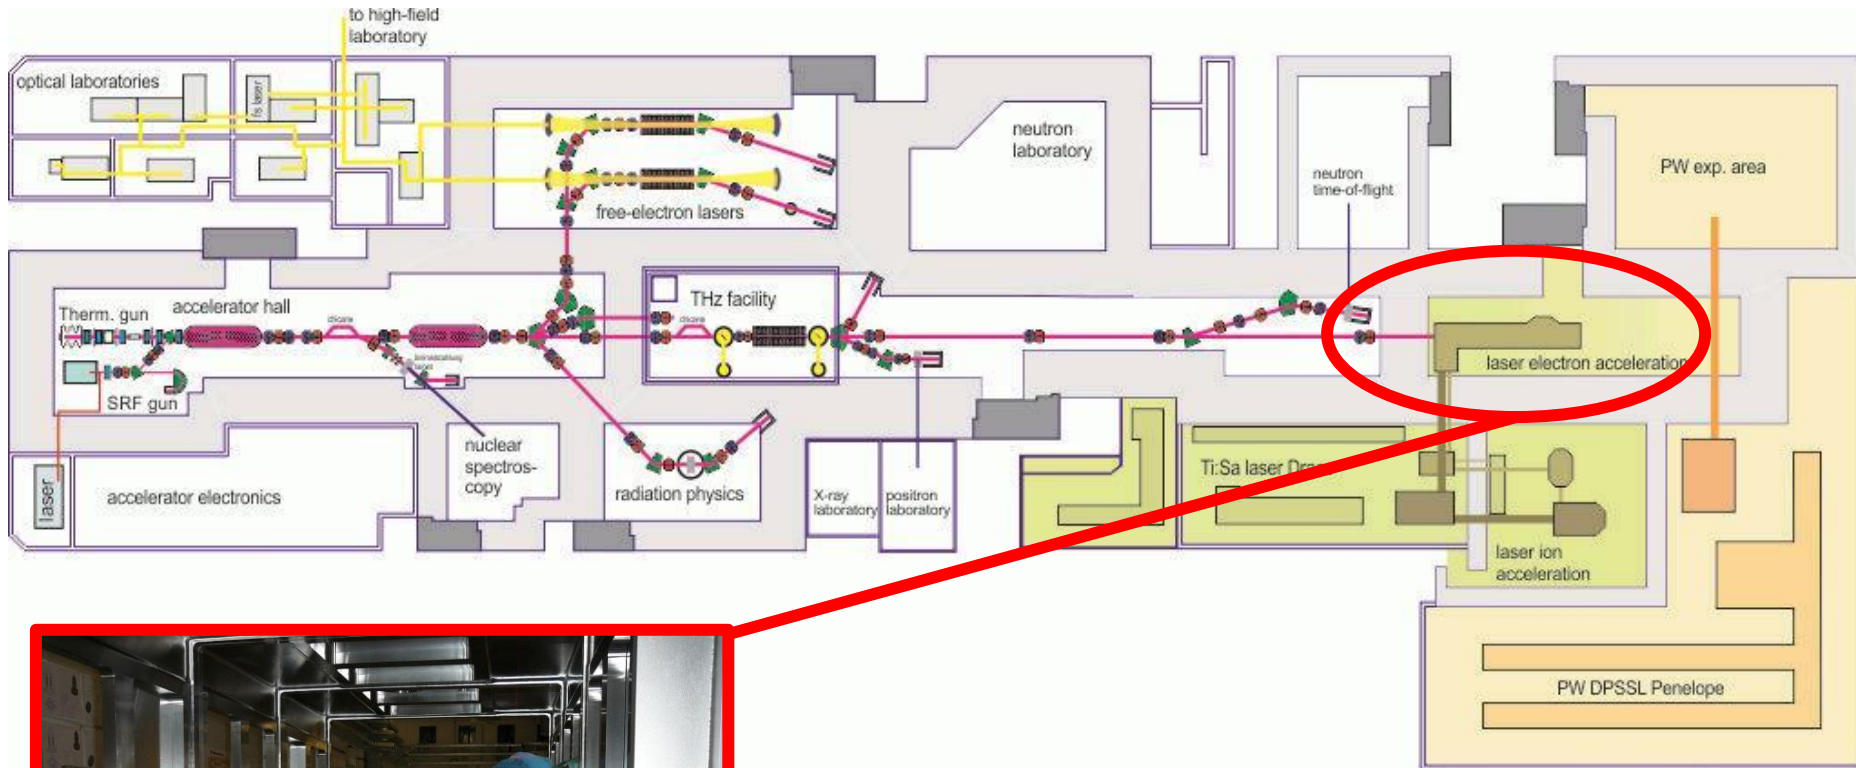 to high-field
laboratory
optical laboratories
fs laser
neutron
laboratory
neutron
time-of-flight
PW exp. area
free-electron lasers
accelerator hall
THz facility
Therm. gun
chicane
chicane
laser electron acceleration
SRF gun
nuclear
spectros-
copy
laser
accelerator electronics
radiation physics
X-ray
laboratory
positron
laboratory
Ti:Sa laser
laser ion
acceleration
PW DPSSL Penelope